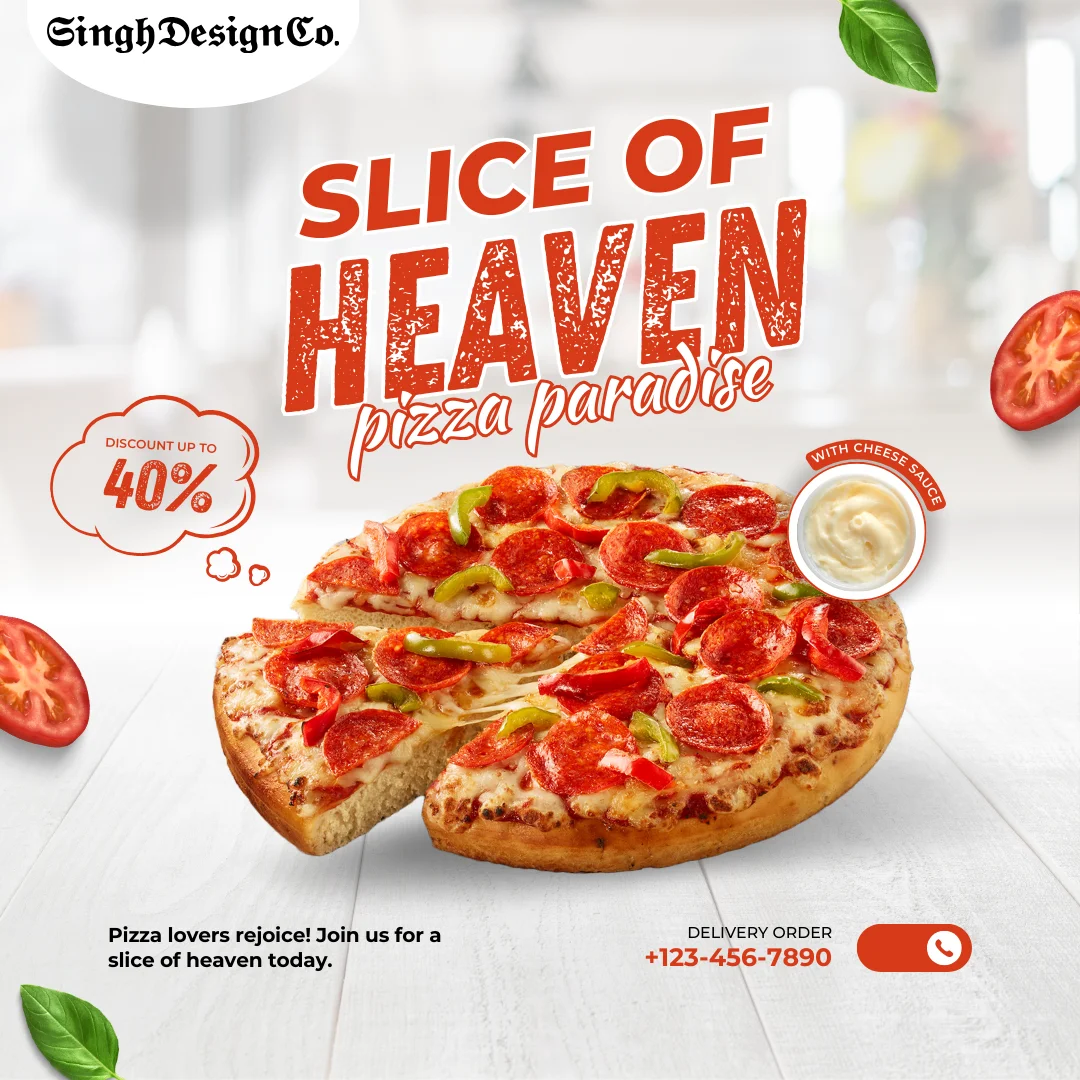 SinghDesignCo.
SLICE OF
HEAVEN
pizza paradise
DISCOUNT UP TO
40%
WITH CHEESE SAUCE
Pizza lovers rejoice! Join us for a
slice of heaven today.
DELIVERY ORDER
+123-456-7890